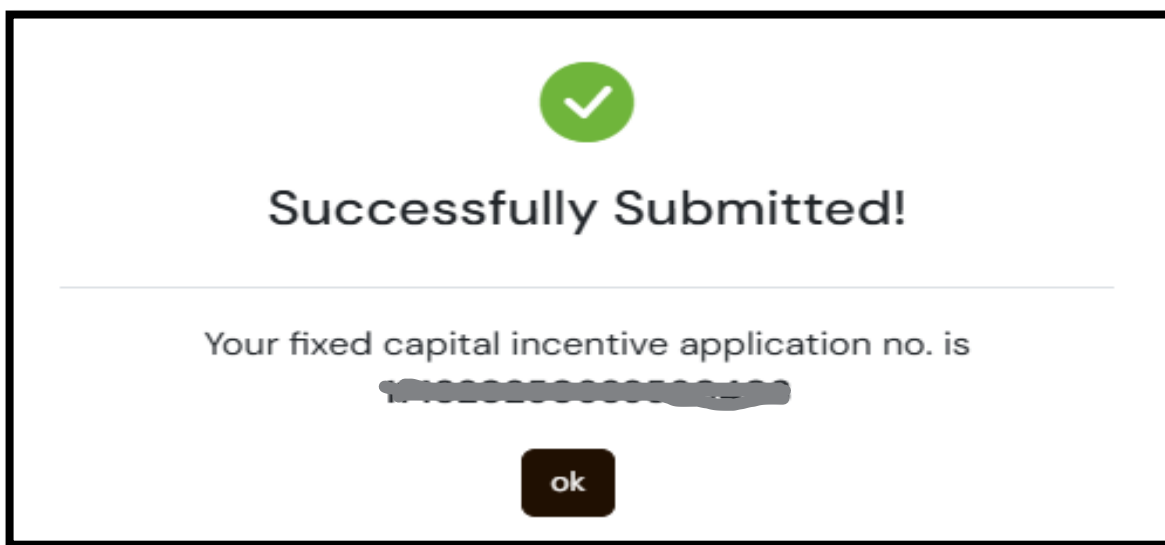 Successfully Submitted!
Your fixed capital incentive application no. is
ok